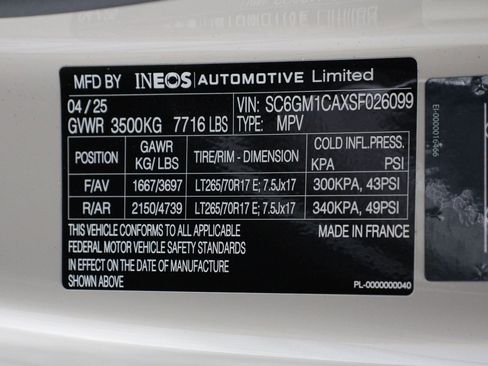 MFD BY INEOS | AUTOMOTIVE Limited
04 / 25 VIN: SC6GM1CAXSF026099
GVWR 3500KG 7716 LBS TYPE: MPV
POSITION GAWR KG/LBS TIRE/RIM - DIMENSION COLD INFL. PRESSURE KPA PSI
F/AV 1667/3697 LT265/70R17 E; 7.5Jx17 300KPA, 43PSI
R/AR 2150/4739 LT265/70R17 E; 7.5Jx17 340KPA, 49PSI
THIS VEHICLE CONFORMS TO ALL APPLICABLE MADE IN FRANCE
FEDERAL MOTOR VEHICLE SAFETY STANDARDS
IN EFFECT ON THE DATE OF MANUFACTURE
SHOWN ABOVE PL-0000000040